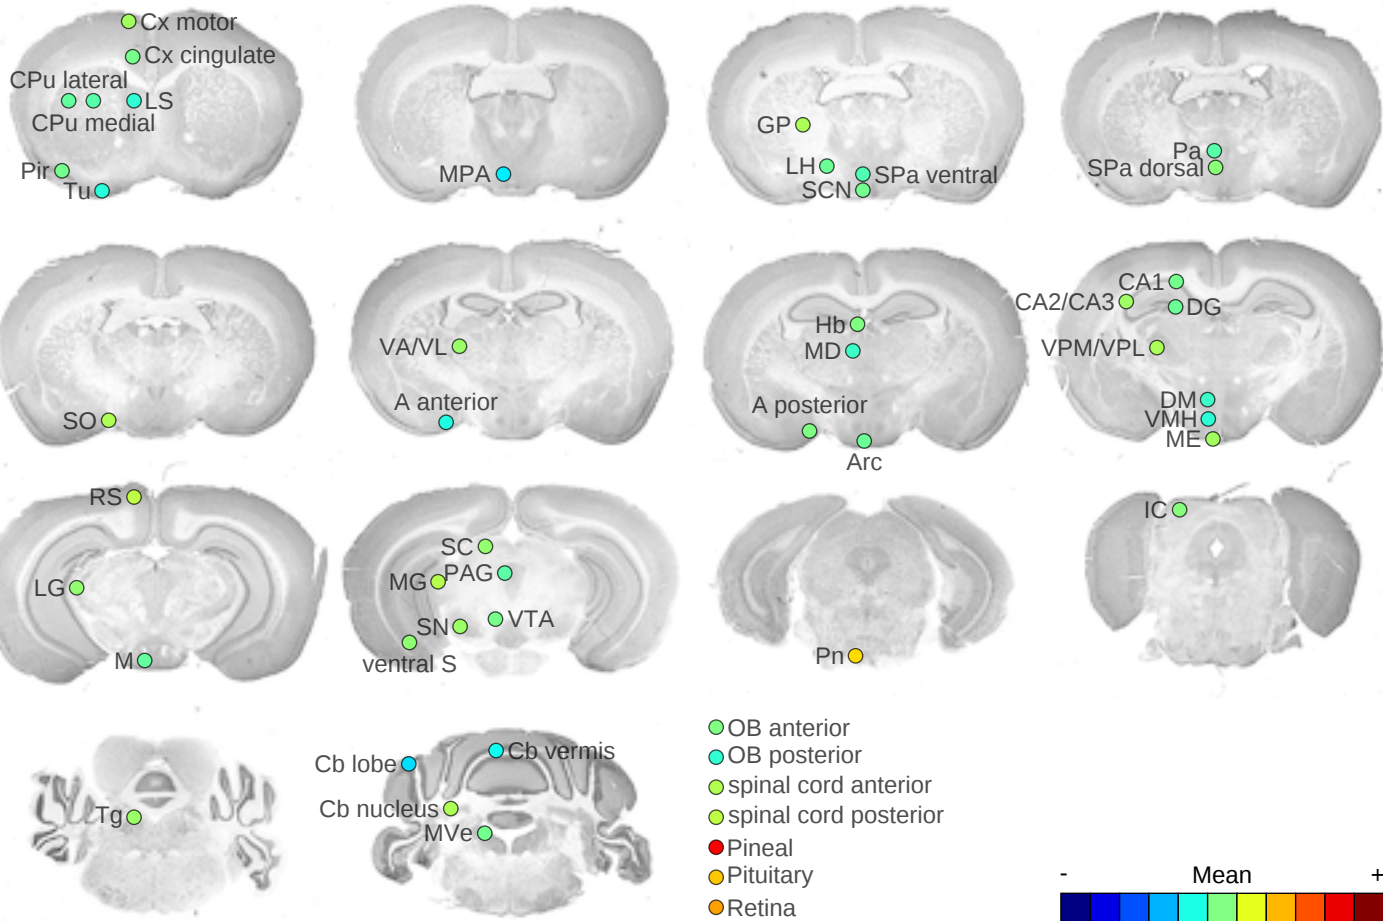 Cx motor
Cx cingulate
CPu lateral
LS
CPu medial
Pir
Tu
MPA
GP
LH
SPa ventral
SCN
Pa
SPa dorsal
SO
VA/VL
A anterior
Hb
MD
A posterior
Arc
CA1
CA2/CA3
DG
VPM/VPL
DM
VMH
ME
RS
LG
M
SC
MG
PAG
SN
VTA
ventral S
Pn
IC
Tg
Cb lobe
Cb vermis
Cb nucleus
MVe
OB anterior
OB posterior
spinal cord anterior
spinal cord posterior
Pineal
Pituitary
Retina
- Mean +